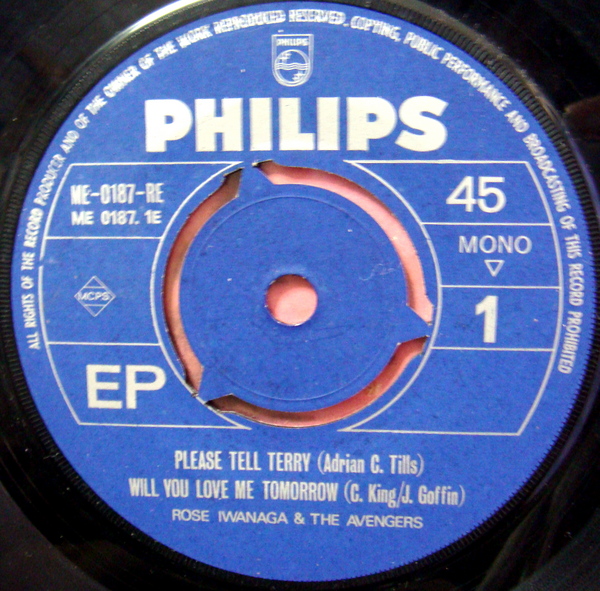 ALL RIGHTS OF THE RECORD PRODUCER AND OF THE OWNER OF THE WORK REPRODUCED RESERVED. COPYING, PUBLIC PERFORMANCE AND BROADCASTING OF THIS RECORD PROHIBITED
PHILIPS
PHILIPS
ME-0187-RE
ME 0187. 1E
45
MONO
MCPS
1
EP
PLEASE TELL TERRY (Adrian C. Tills)
WILL YOU LOVE ME TOMORROW (C. King/J. Goffin)
ROSE IWANAGA & THE AVENGERS